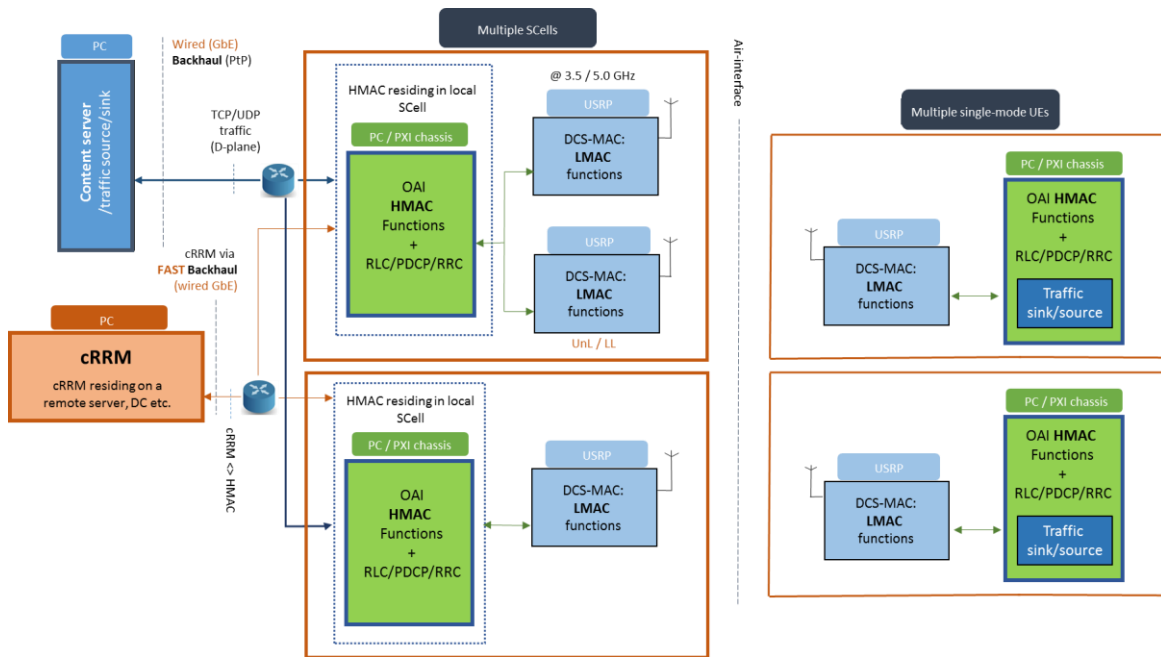 PC
Content server
/traffic source/sink
Wired (GbE)
Backhaul (PtP)
TCP/UDP
traffic
(D-plane)
cRRM via
FAST Backhaul
(wired GbE)
PC
cRRM
cRRM residing on a
remote server, DC etc.
cRRM <> HMAC
Multiple SCells
HMAC residing in local
SCell
PC / PXI chassis
OAI
HMAC
Functions
+
RLC/PDCP/RRC
@ 3.5 / 5.0 GHz
USRP
DCS-MAC:
LMAC
functions
USRP
DCS-MAC:
LMAC
functions
UnL / LL
HMAC residing in local
SCell
PC / PXI chassis
OAI
HMAC
Functions
+
RLC/PDCP/RRC
USRP
DCS-MAC:
LMAC
functions
Air-interface
Multiple single-mode UEs
USRP
DCS-MAC:
LMAC
functions
PC / PXI chassis
OAI HMAC
Functions
+
RLC/PDCP/RRC
Traffic
sink/source
USRP
DCS-MAC:
LMAC
functions
PC / PXI chassis
OAI HMAC
Functions
+
RLC/PDCP/RRC
Traffic
sink/source